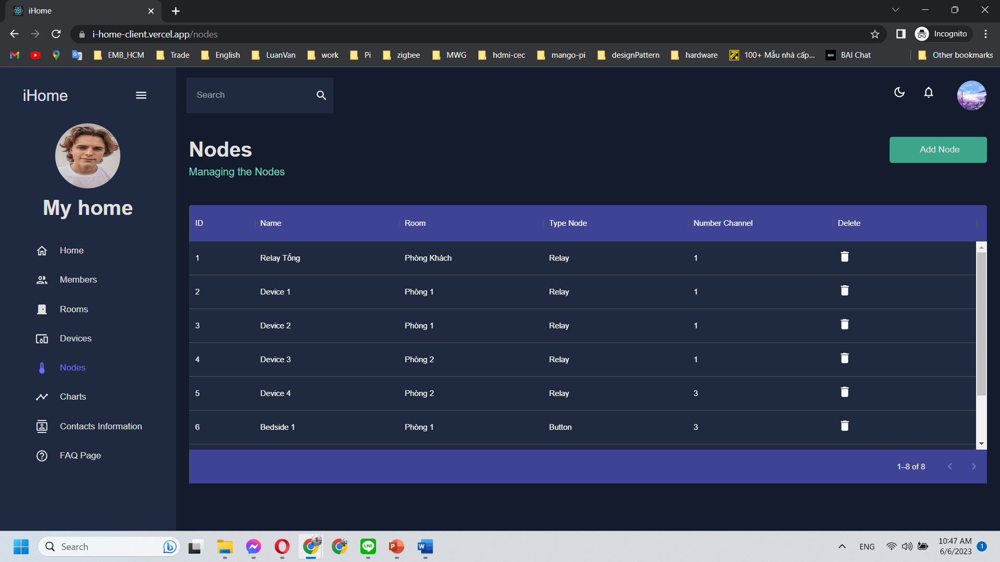 iHome
i-home-client.vercel.app/nodes
Incognito
EMB_HCM
Trade
English
LuanVan
work
Pi
zigbee
MWG
hdmi-cec
mango-pi
designPattern
hardware
100+ Mẫu nhà cấp...
BAI Chat
Other bookmarks
iHome
Search
My home
Home
Members
Rooms
Devices
Nodes
Charts
Contacts Information
FAQ Page
Nodes
Managing the Nodes
Add Node
ID Name Room Type Node Number Channel Delete
1 Relay Tổng Phòng Khách Relay 1
2 Device 1 Phòng 1 Relay 1
3 Device 2 Phòng 1 Relay 1
4 Device 3 Phòng 2 Relay 1
5 Device 4 Phòng 2 Relay 3
6 Bedside 1 Phòng 1 Button 3
1–8 of 8
Search
ENG
10:47 AM
6/6/2023
1